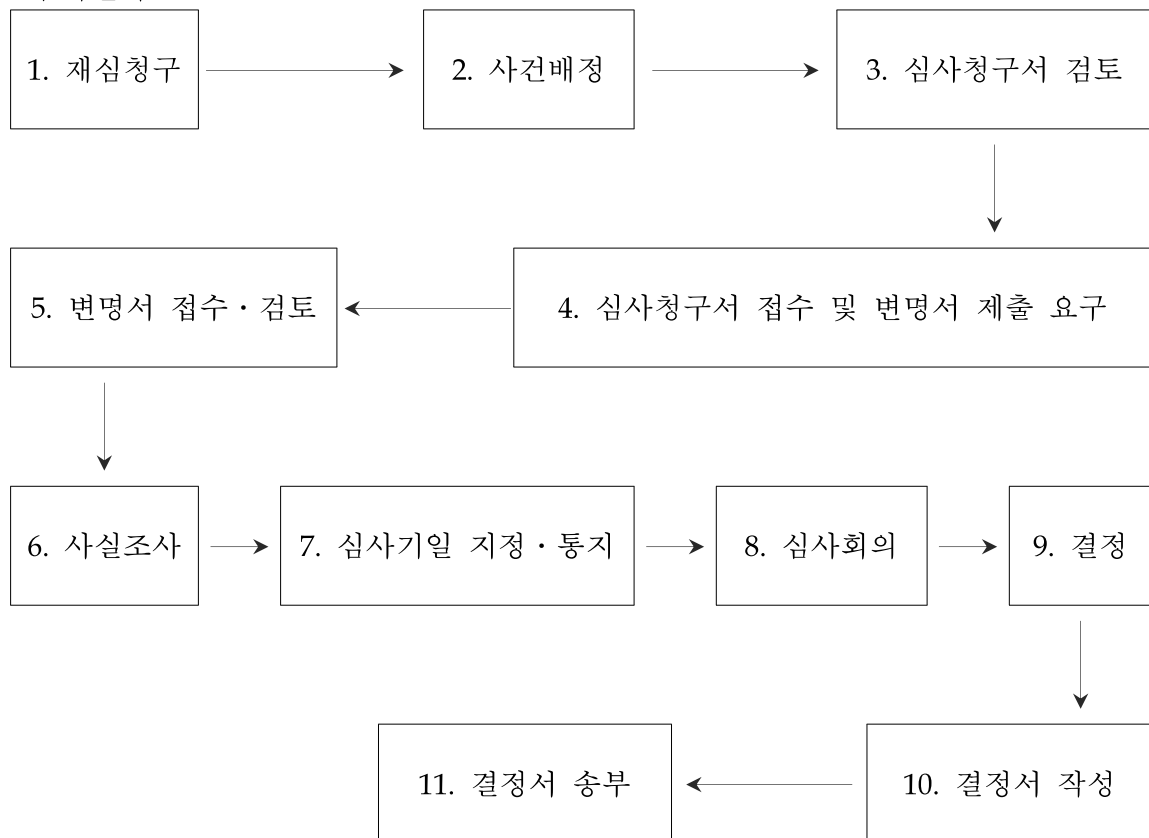 1. 재심청구
2. 사건배정
3. 심사청구서 검토
4. 심사청구서 접수 및 변명서 제출 요구
5. 변명서 접수·검토
6. 사실조사
7. 심사기일 지정·통지
8. 심사회의
9. 결정
10. 결정서 작성
11. 결정서 송부